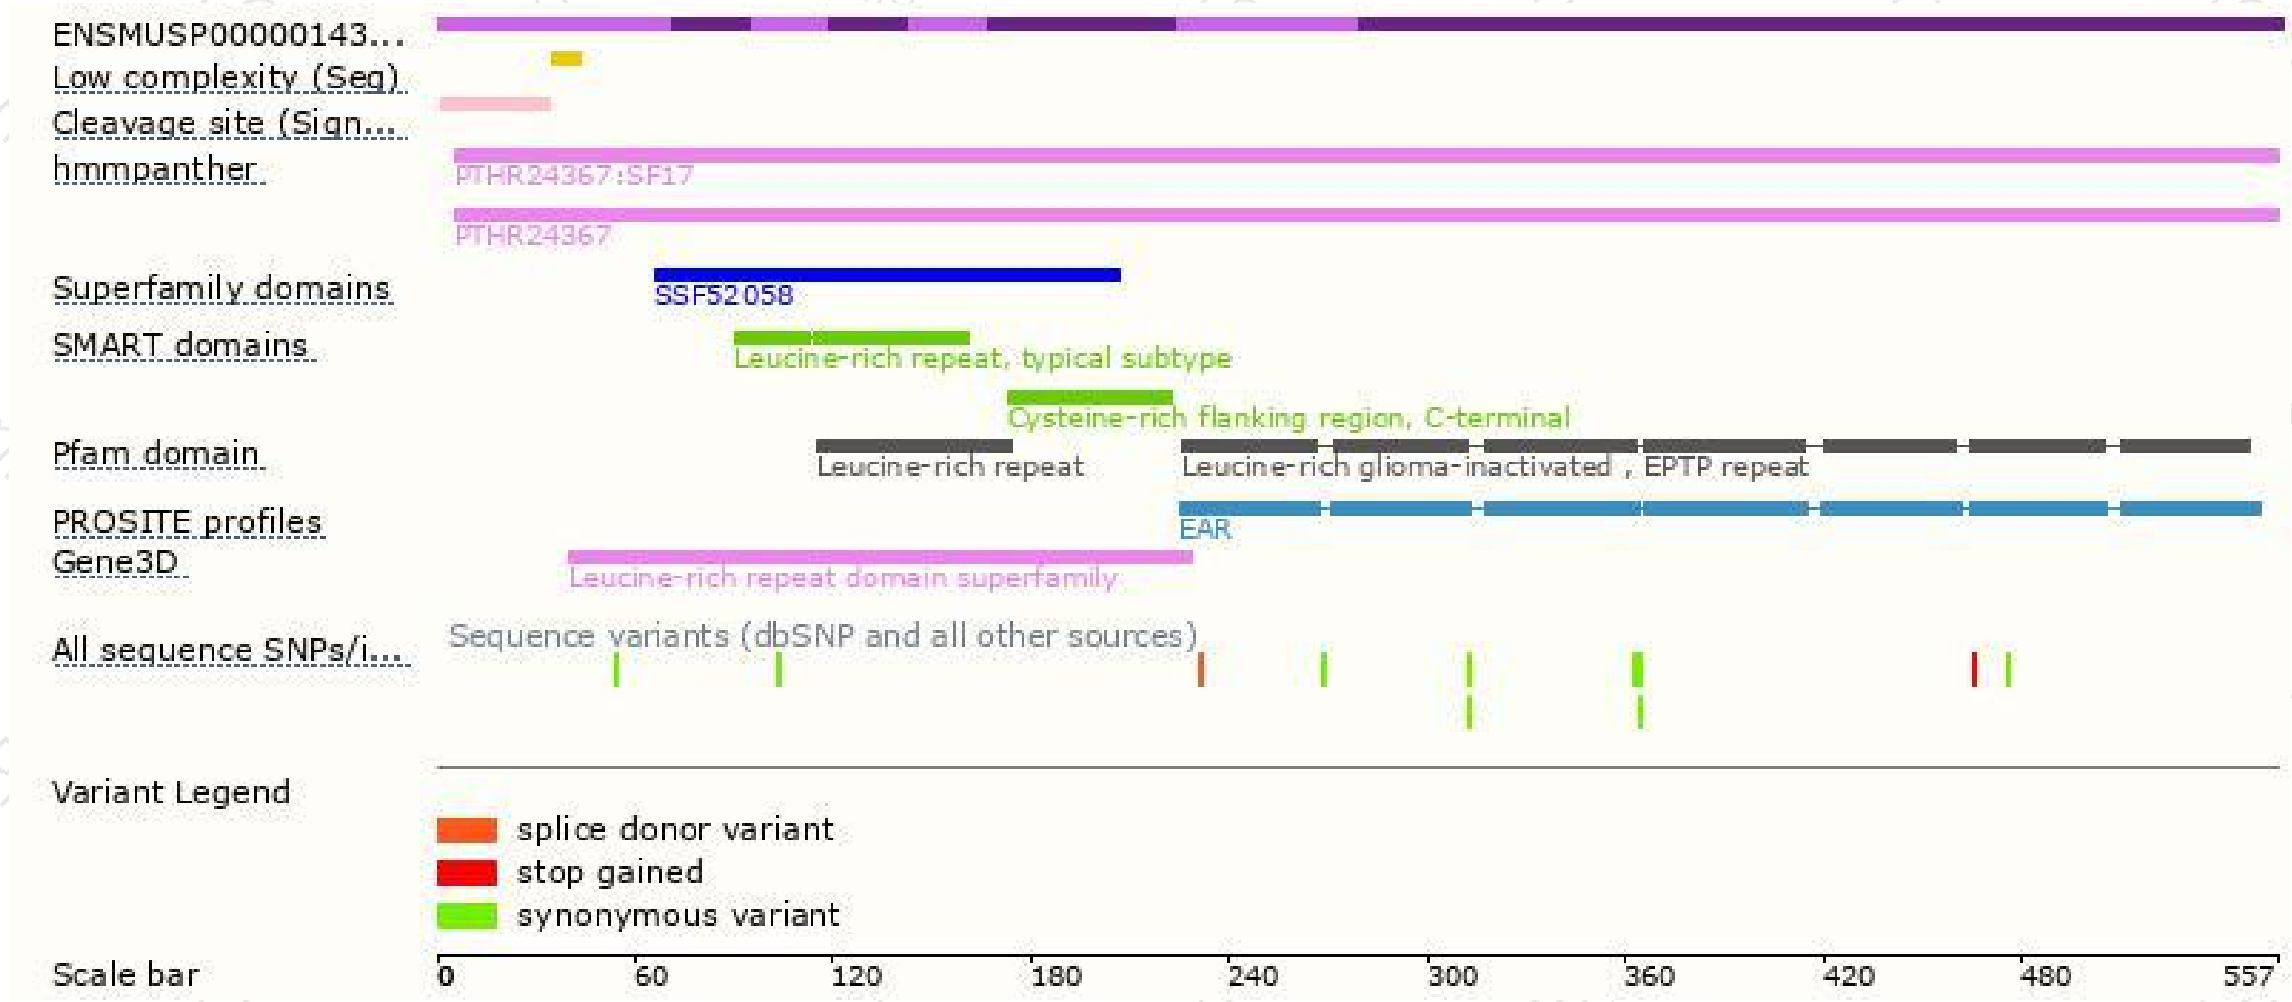 ENSMUSP00000143...
Low complexity (Seg)
Cleavage site (Sign...
hmmpanther
PTHR24367:SF17
PTHR24367
Superfamily domains
SSF52058
SMART domains
Leucine-rich repeat, typical subtype
Cysteine-rich flanking region, C-terminal
Pfam domain
Leucine-rich repeat
Leucine-rich glioma-inactivated , EPTP repeat
PROSITE profiles
EAR
Gene3D
Leucine-rich repeat domain superfamily
Sequence variants (dbSNP and all other sources)
All sequence SNPs/i...
Variant Legend
splice donor variant
stop gained
synonymous variant
Scale bar
0 60 120 180 240 300 360 420 480 557